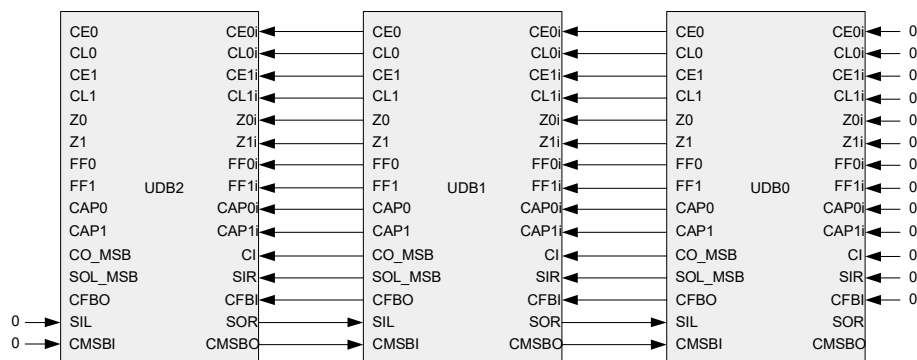 CE0 CE0i CE0 CE0i CE0 CE0i 0
CL0 CL0i CL0 CL0i CL0 CL0i 0
CE1 CE1i CE1 CE1i CE1 CE1i 0
CL1 CL1i CL1 CL1i CL1 CL1i 0
Z0 Z0i Z0 Z0i Z0 Z0i 0
Z1 Z1i Z1 Z1i Z1 Z1i 0
FF0 FF0i FF0 FF0i FF0 FF0i 0
FF1 UDB2 FF1i FF1 UDB1 FF1i FF1 UDB0 FF1i 0
CAP0 CAP0i CAP0 CAP0i CAP0 CAP0i 0
CAP1 CAP1i CAP1 CAP1i CAP1 CAP1i 0
CO_MSB CI CO_MSB CI CO_MSB CI 0
SOL_MSB SIR SOL_MSB SIR SOL_MSB SIR 0
CFBO CFBI CFBO CFBI CFBO CFBI 0
0 SIL SOR SIL SOR SIL SOR
0 CMSBI CMSBO CMSBI CMSBO CMSBI CMSBO